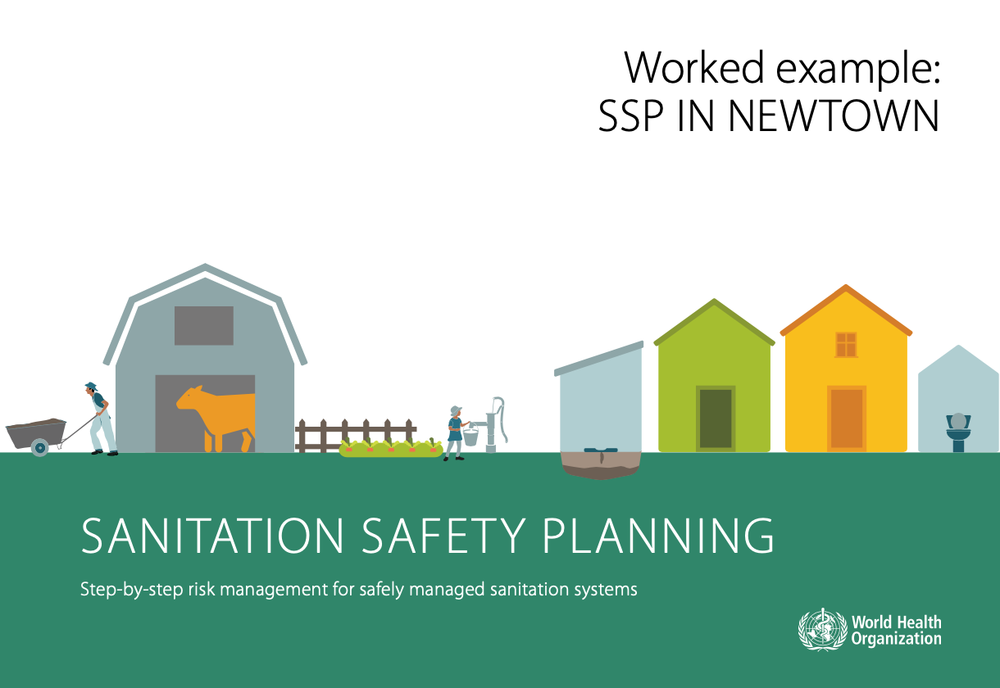 Worked example:
SSP IN NEWTOWN
SANITATION SAFETY PLANNING
Step-by-step risk management for safely managed sanitation systems
World Health
Organization